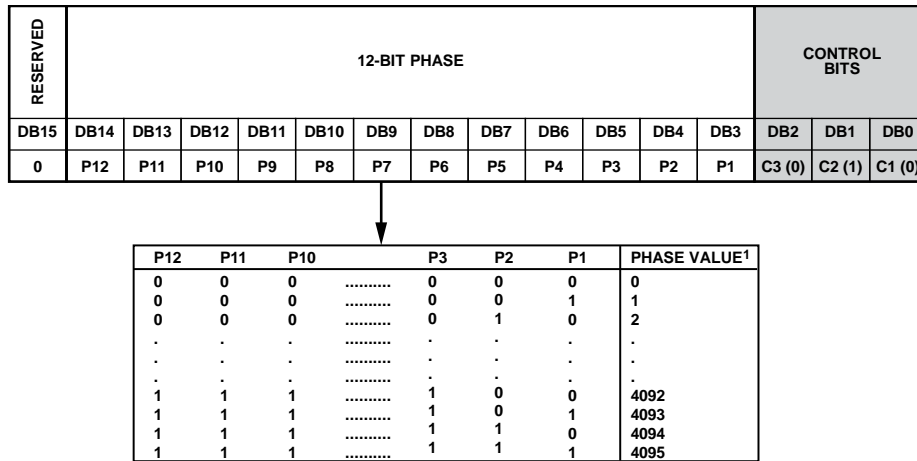 RESERVED
12-BIT PHASE
CONTROL
BITS
DB15 DB14 DB13 DB12 DB11 DB10 DB9 DB8 DB7 DB6 DB5 DB4 DB3 DB2 DB1 DB0
0 P12 P11 P10 P9 P8 P7 P6 P5 P4 P3 P2 P1 C3 (0) C2 (1) C1 (0)
P12 P11 P10 P3 P2 P1 PHASE VALUE1
0 0 0 .......... 0 0 0 0
0 0 0 .......... 0 0 1 1
0 0 0 .......... 0 1 0 2
. . . .......... . . . .
. . . .......... . . . .
. . . .......... . . . .
1 1 1 .......... 1 0 0 4092
1 1 1 .......... 1 0 1 4093
1 1 1 .......... 1 1 0 4094
1 1 1 .......... 1 1 1 4095